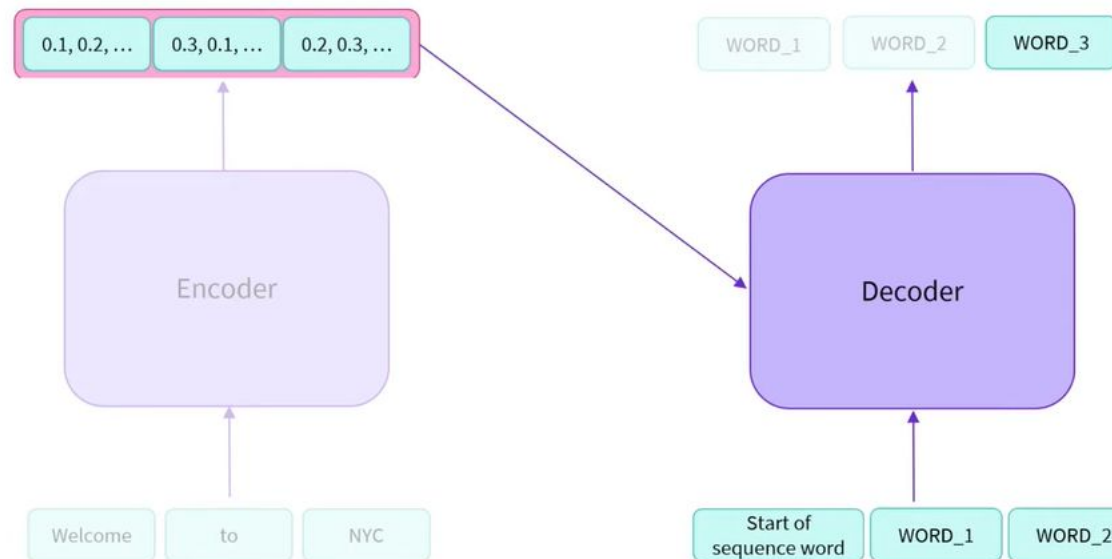 0.1, 0.2, ...
0.3, 0.1, ...
0.2, 0.3, ...
WORD_1
WORD_2
WORD_3
Encoder
Decoder
Welcome
to
NYC
Start of
sequence word
WORD_1
WORD_2